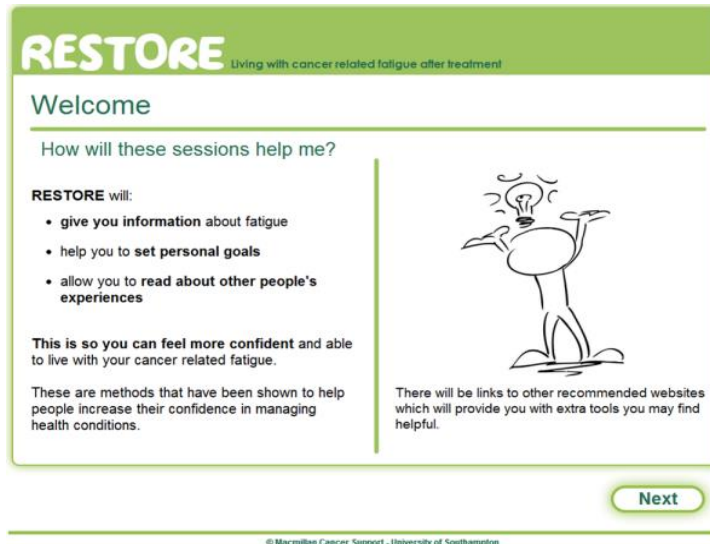 RESTORE Living with cancer related fatigue after treatment
Welcome
How will these sessions help me?
RESTORE will:
• give you information about fatigue
• help you to set personal goals
• allow you to read about other people's
experiences
This is so you can feel more confident and able
to live with your cancer related fatigue.
These are methods that have been shown to help
people increase their confidence in managing
health conditions.
There will be links to other recommended websites
which will provide you with extra tools you may find
helpful.
Next
© Macmillan Cancer Support - University of Southampton